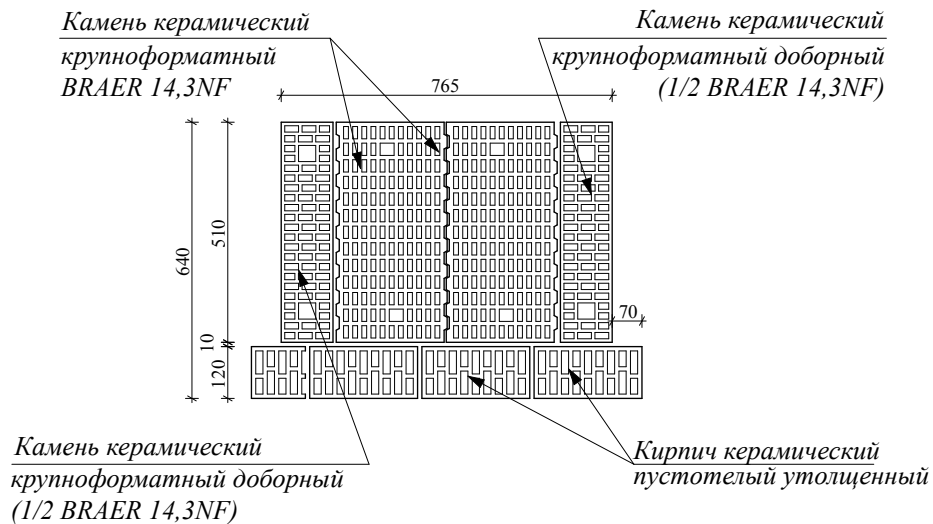 Камень керамический
крупноформатный
BRAER 14,3NF
Камень керамический
крупноформатный доборный
(1/2 BRAER 14,3NF)
765
640
510
10
120
70
Камень керамический
крупноформатный доборный
(1/2 BRAER 14,3NF)
Кирпич керамический
пустотелый утолщенный